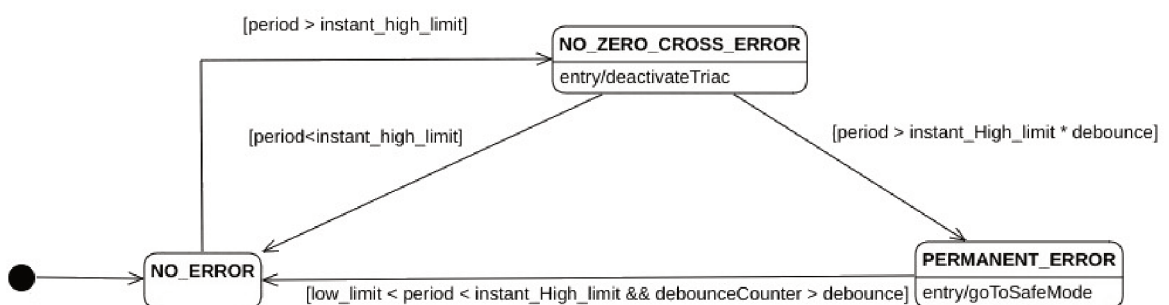 [period > instant_high_limit]
NO_ZERO_CROSS_ERROR
entry/deactivateTriac
[period<instant_high_limit]
[period > instant_High_limit * debounce]
NO_ERROR
PERMANENT_ERROR
[low_limit < period < instant_High_limit && debounceCounter > debounce]
entry/goToSafeMode